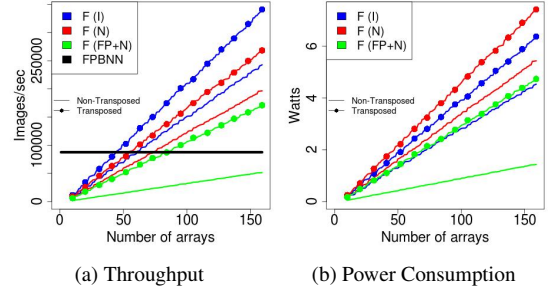 F (I)
F (N)
F (FP+N)
FPBNN
Non-Transposed
Transposed
Images/sec
0
100000
250000
0
50
100
150
Number of arrays
(a) Throughput
F (I)
F (N)
F (FP+N)
Non-Transposed
Transposed
Watts
0
2
4
6
0
50
100
150
Number of arrays
(b) Power Consumption